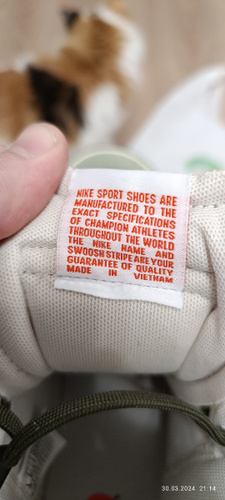 NIKE SPORT SHOES ARE
MANUFACTURED TO THE
EXACT SPECIFICATIONS
OF CHAMPION ATHLETES
THROUGHOUT THE WORLD
THE NIKE NAME AND
SWOOSH STRIPE ARE YOUR
GUARANTEE OF QUALITY
MADE IN VIETNAM
30.03.2024 21:14